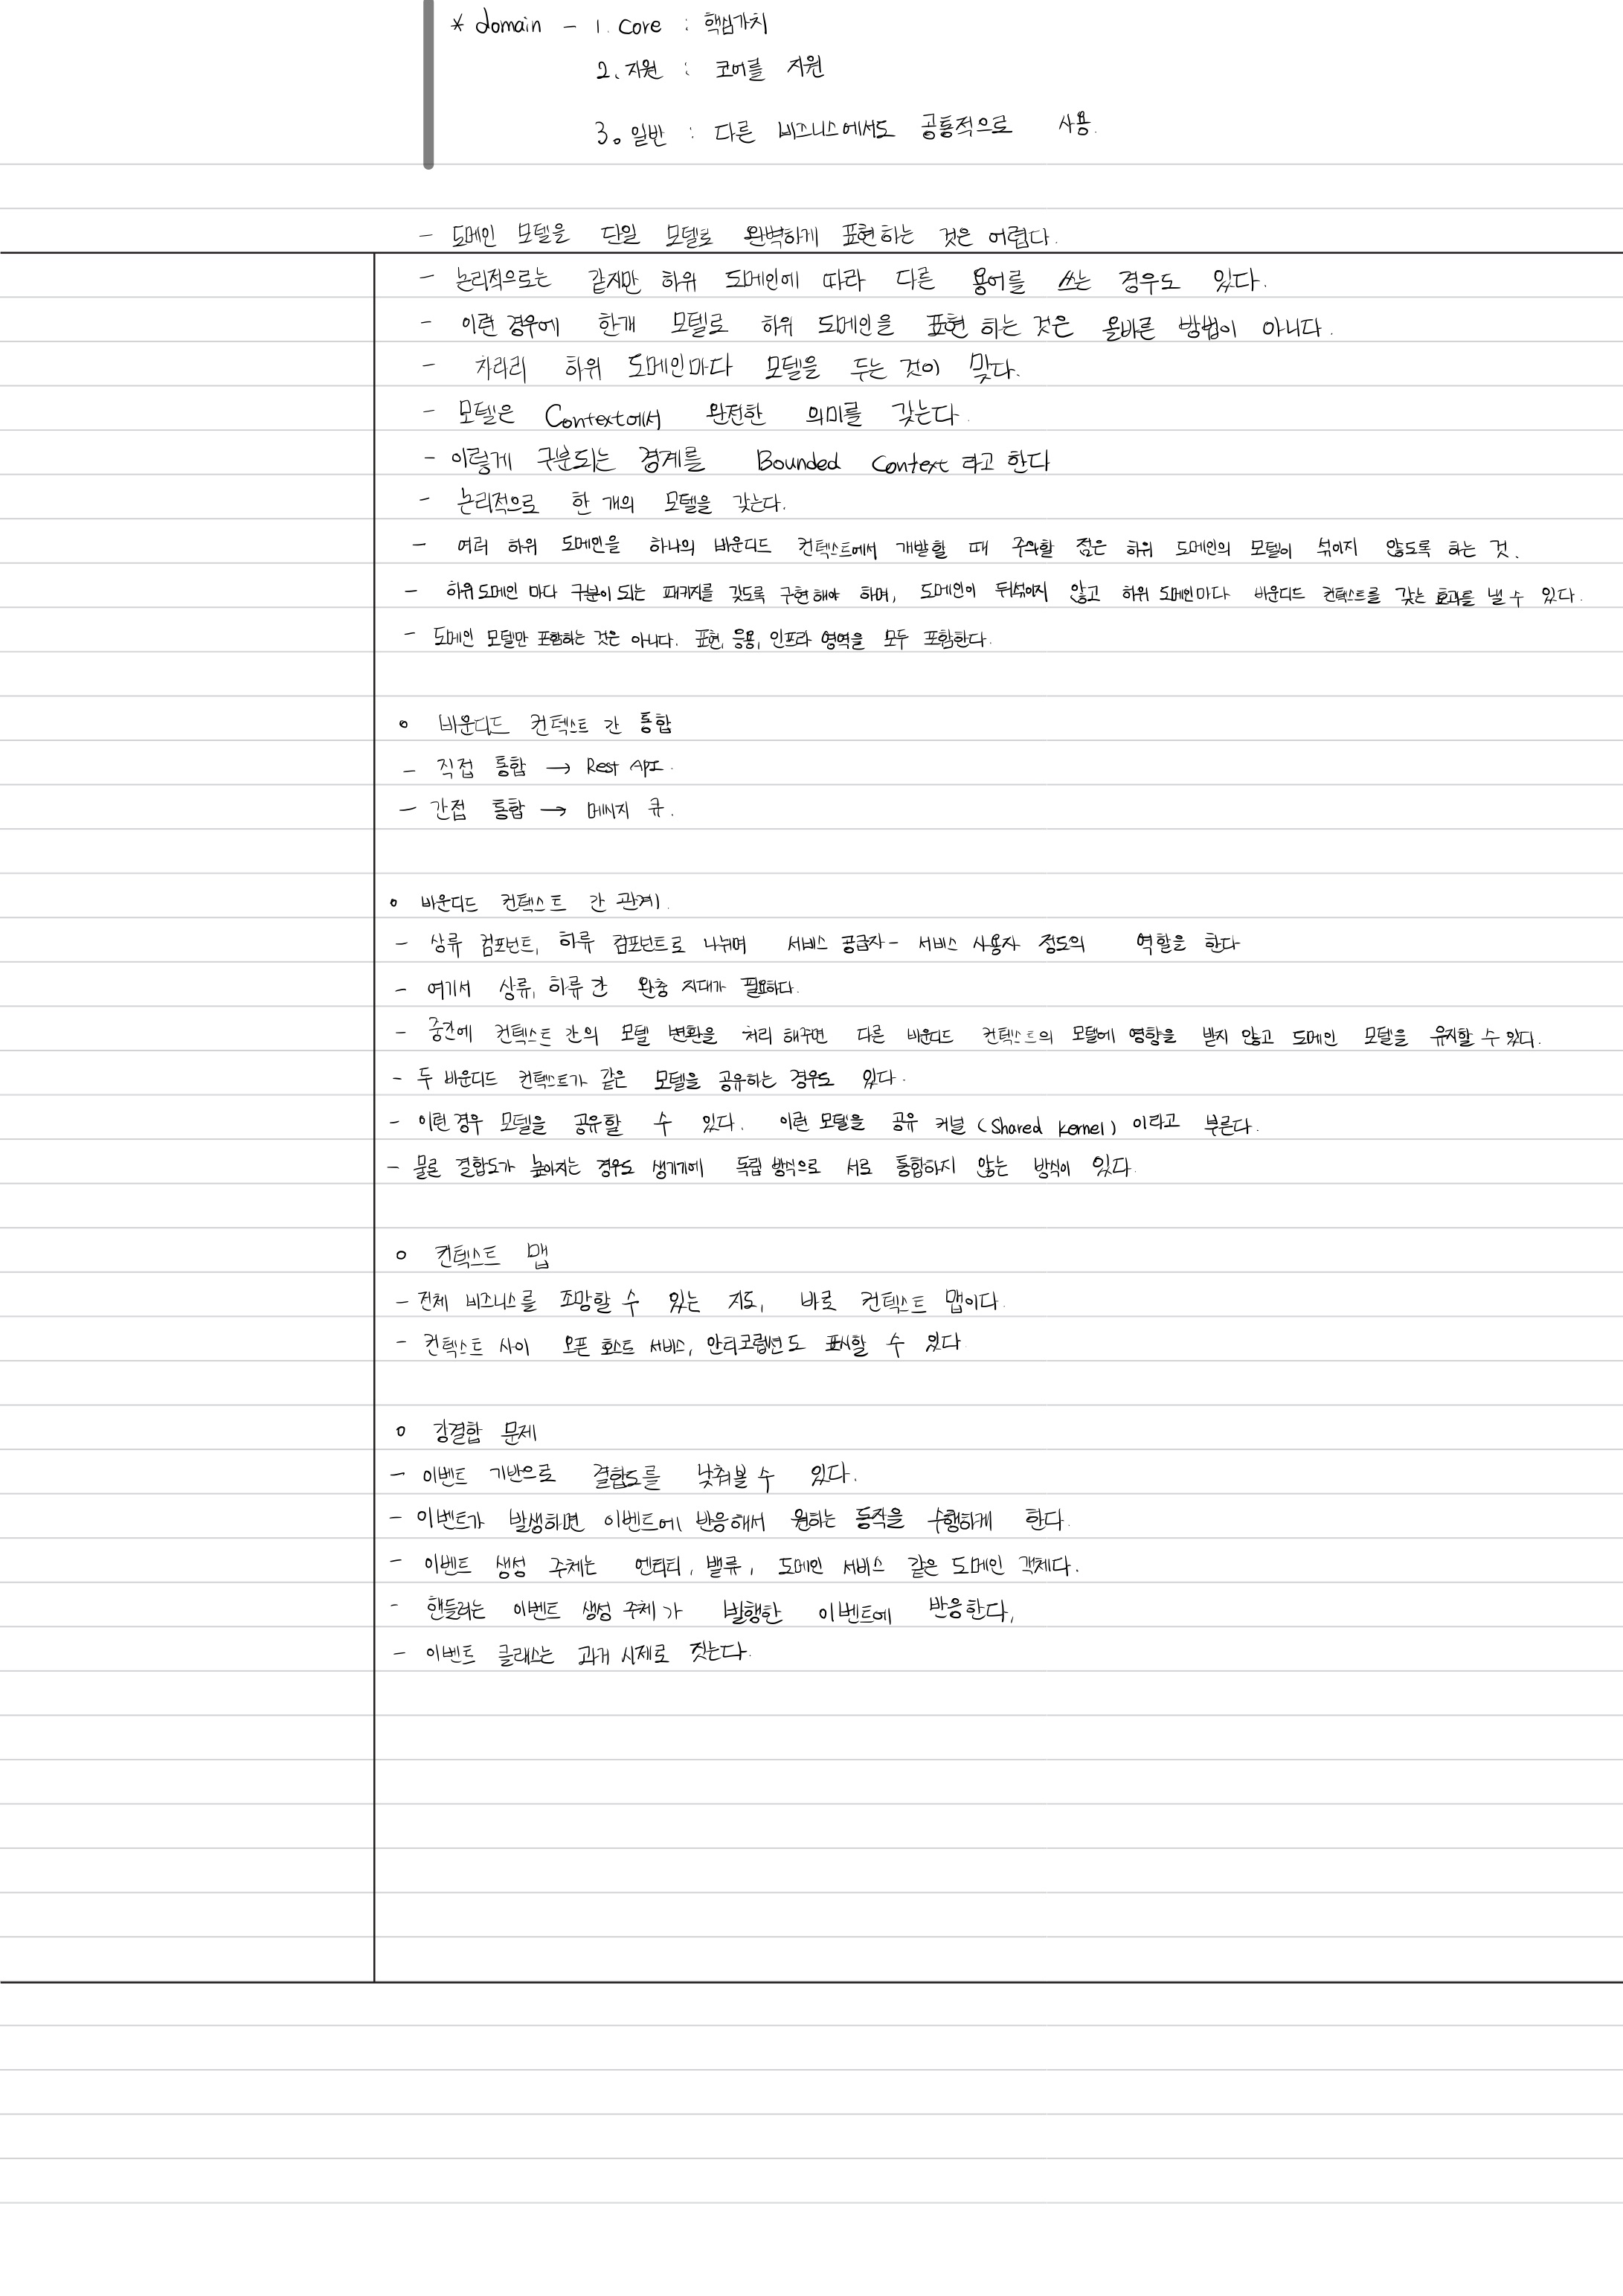 * domain - 1. Core : 핵심가치
2. 지원 : 코어를 지원
3. 일반 : 다른 비즈니스에서도 공통적으로 사용.
- 도메인 모델을 단일 모델로 완벽하게 표현하는 것은 어렵다.
- 논리적으로는 같지만 하위 도메인에 따라 다른 용어를 쓰는 경우도 있다.
- 이런 경우에 한개 모델로 하위 도메인을 표현 하는 것은 올바른 방법이 아니다.
- 차라리 하위 도메인마다 모델을 두는 것이 맞다.
- 모델은 Context에서 완전한 의미를 갖는다.
- 이렇게 구분되는 경계를 Bounded Context 라고 한다
- 논리적으로 한 개의 모델을 갖는다.
- 여러 하위 도메인을 하나의 바운디드 컨텍스트에서 개발할 때 주의할 점은 하위 도메인의 모델이 섞이지 않도록 하는 것.
- 하위도메인 마다 구분이 되는 패키지를 갖도록 구현해야 하며, 도메인이 뒤섞이지 않고 하위 도메인마다 바운디드 컨텍스트를 갖는 효과를 낼 수 있다.
- 도메인 모델만 포함하는 것은 아니다. 표현, 응용, 인프라 영역을 모두 포함한다.
○ 바운디드 컨텍스트 간 통합
- 직접 통합 → Rest API.
- 간접 통합 → 메시지 큐.
○ 바운디드 컨텍스트 간 관계.
- 상류 컴포넌트, 하류 컴포넌트로 나뉘며 서비스 공급자 - 서비스 사용자 정도의 역할을 한다
- 여기서 상류, 하류 간 완충 지대가 필요하다.
- 중간에 컨텍스트 간의 모델 변환을 처리 해주면 다른 바운디드 컨텍스트의 모델에 영향을 받지 않고 도메인 모델을 유지할 수 있다.
- 두 바운디드 컨텍스트가 같은 모델을 공유하는 경우도 있다.
- 이런 경우 모델을 공유할 수 있다. 이런 모델을 공유 커널 (Shared kernel) 이라고 부른다.
- 물론 결합도가 높아지는 경우도 생기기에 독립 방식으로 서로 통합하지 않는 방식이 있다.
○ 컨텍스트 맵
- 전체 비즈니스를 조망할 수 있는 지도, 바로 컨텍스트 맵이다.
- 컨텍스트 사이 오픈 호스트 서비스, 안티코럽션도 표시할 수 있다
○ 강결합 문제
- 이벤트 기반으로 결합도를 낮춰볼 수 있다.
- 이벤트가 발생하면 이벤트에 반응해서 원하는 동작을 수행하게 한다.
- 이벤트 생성 주체는 엔티티, 밸류, 도메인 서비스 같은 도메인 객체다.
- 핸들러는 이벤트 생성 주체가 발행한 이벤트에 반응한다,
- 이벤트 클래스는 과거 시제로 짓는다.